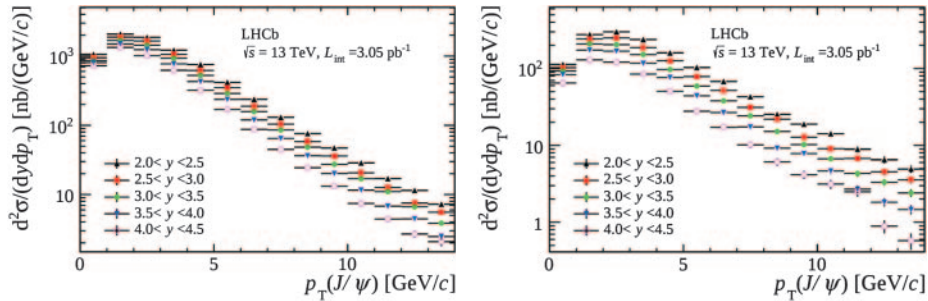 d²σ/(dydp_T) [nb/(GeV/c)]
10³
10²
10
LHCb
√s = 13 TeV, L_int =3.05 pb⁻¹
2.0< y <2.5
2.5< y <3.0
3.0< y <3.5
3.5< y <4.0
4.0< y <4.5
0 5 10
p_T(J/ψ) [GeV/c]
d²σ/(dydp_T) [nb/(GeV/c)]
10²
10
1
LHCb
√s = 13 TeV, L_int =3.05 pb⁻¹
2.0< y <2.5
2.5< y <3.0
3.0< y <3.5
3.5< y <4.0
4.0< y <4.5
0 5 10
p_T(J/ψ) [GeV/c]